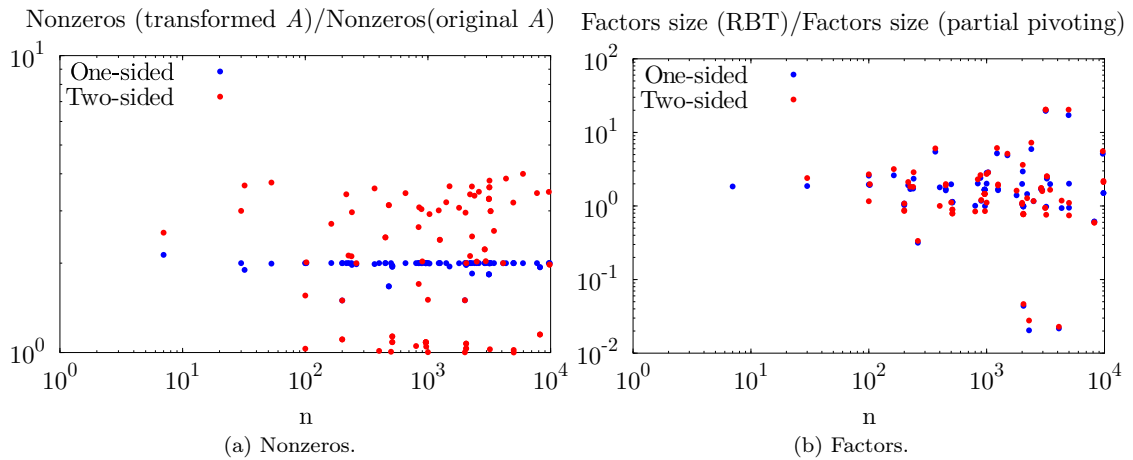 Nonzeros (transformed A)/Nonzeros(original A)
10^1
One-sided
Two-sided
10^0
10^0 10^1 10^2 10^3 10^4
n
(a) Nonzeros.
Factors size (RBT)/Factors size (partial pivoting)
10^2
One-sided
Two-sided
10^1
10^0
10^-1
10^-2
10^0 10^1 10^2 10^3 10^4
n
(b) Factors.